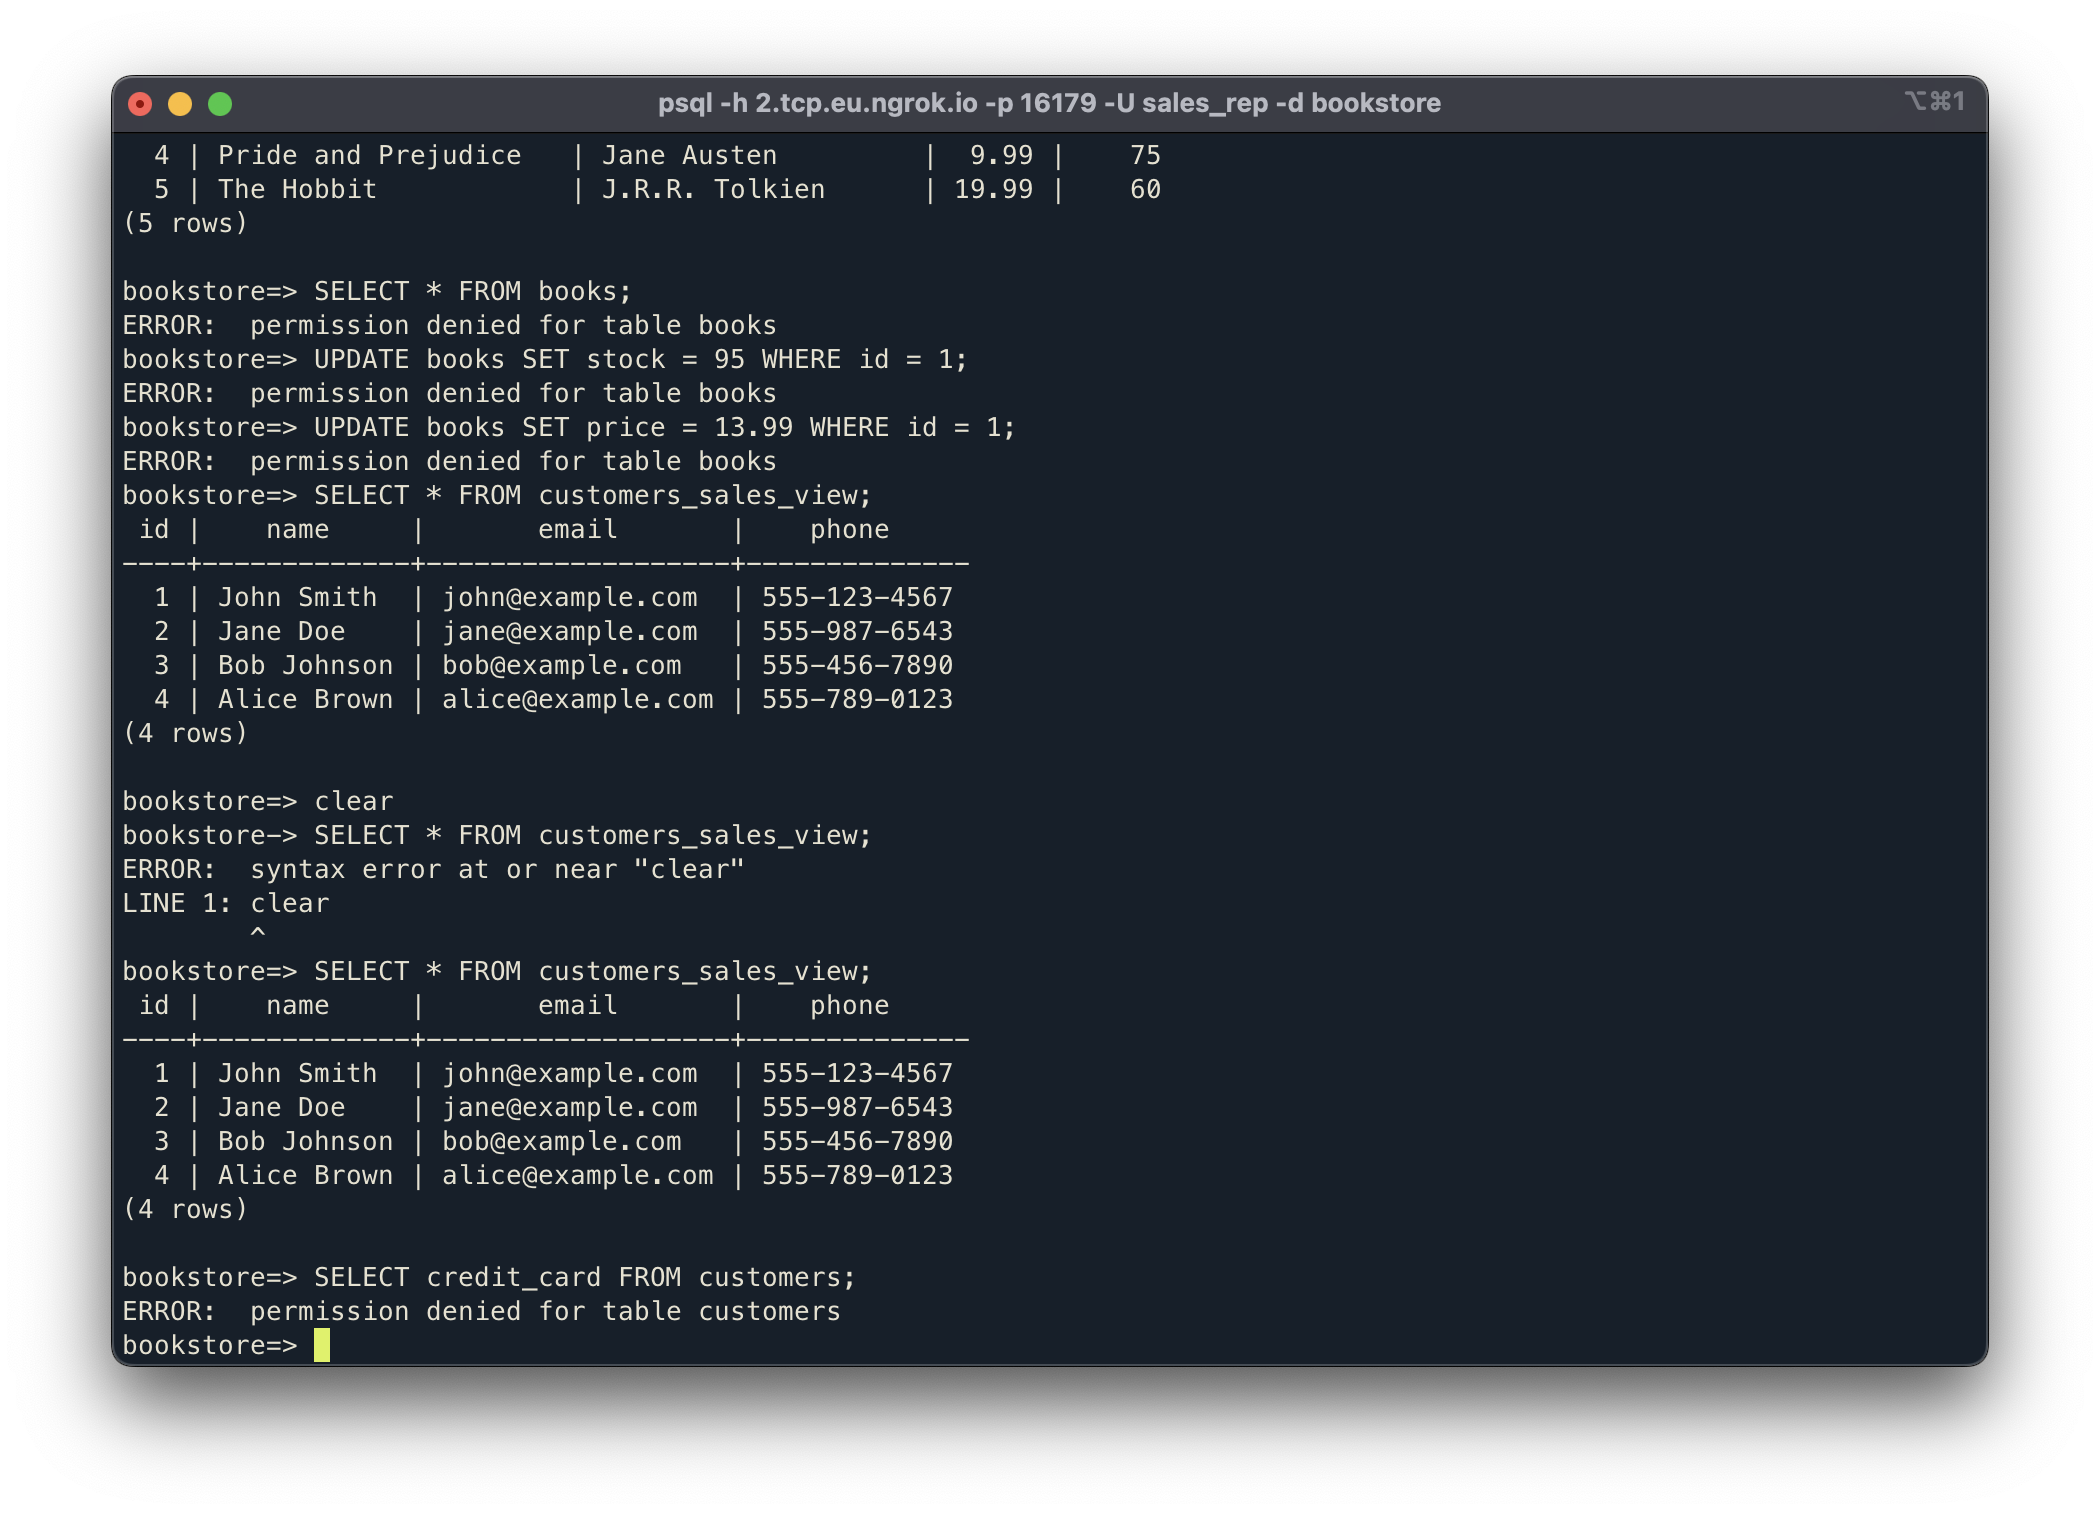 psql -h 2.tcp.eu.ngrok.io -p 16179 -U sales_rep -d bookstore ⌥⌘1
  4 | Pride and Prejudice   | Jane Austen         |  9.99 |    75
  5 | The Hobbit            | J.R.R. Tolkien      | 19.99 |    60
(5 rows)

bookstore=> SELECT * FROM books;
ERROR:  permission denied for table books
bookstore=> UPDATE books SET stock = 95 WHERE id = 1;
ERROR:  permission denied for table books
bookstore=> UPDATE books SET price = 13.99 WHERE id = 1;
ERROR:  permission denied for table books
bookstore=> SELECT * FROM customers_sales_view;
 id |    name     |       email       |    phone
----+-------------+-------------------+--------------
  1 | John Smith  | john@example.com  | 555-123-4567
  2 | Jane Doe    | jane@example.com  | 555-987-6543
  3 | Bob Johnson | bob@example.com   | 555-456-7890
  4 | Alice Brown | alice@example.com | 555-789-0123
(4 rows)

bookstore=> clear
bookstore-> SELECT * FROM customers_sales_view;
ERROR:  syntax error at or near "clear"
LINE 1: clear
        ^
bookstore=> SELECT * FROM customers_sales_view;
 id |    name     |       email       |    phone
----+-------------+-------------------+--------------
  1 | John Smith  | john@example.com  | 555-123-4567
  2 | Jane Doe    | jane@example.com  | 555-987-6543
  3 | Bob Johnson | bob@example.com   | 555-456-7890
  4 | Alice Brown | alice@example.com | 555-789-0123
(4 rows)

bookstore=> SELECT credit_card FROM customers;
ERROR:  permission denied for table customers
bookstore=>